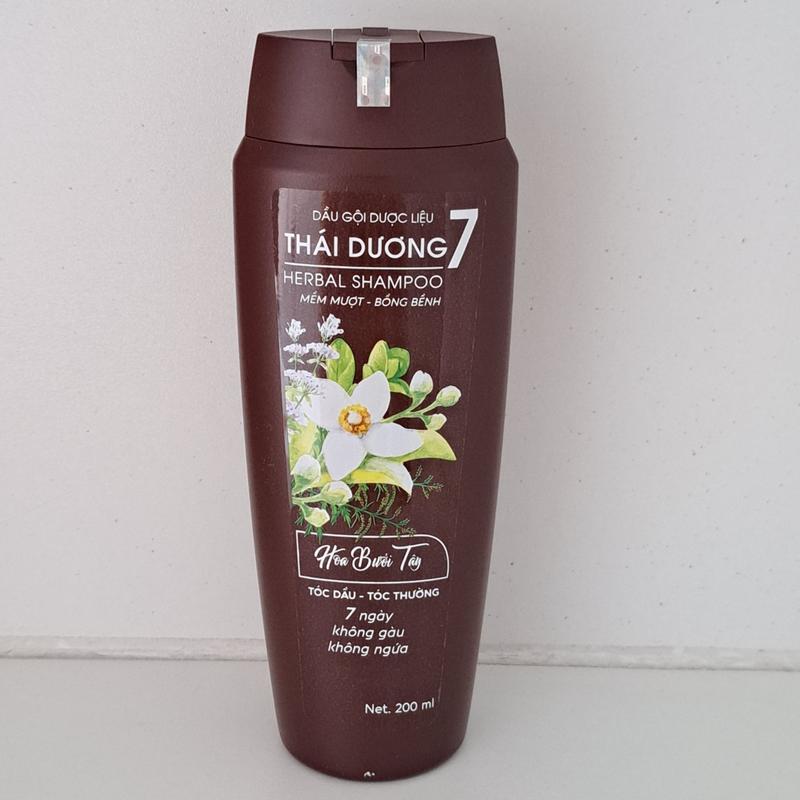 DẦU GỘI DƯỢC LIỆU
THÁI DƯƠNG 7
HERBAL SHAMPOO
MỀM MƯỢT - BỒNG BỀNH
Hoa Bưởi Tây
TÓC DẦU - TÓC THƯỜNG
7 ngày
không gàu
không ngứa
Net. 200 ml